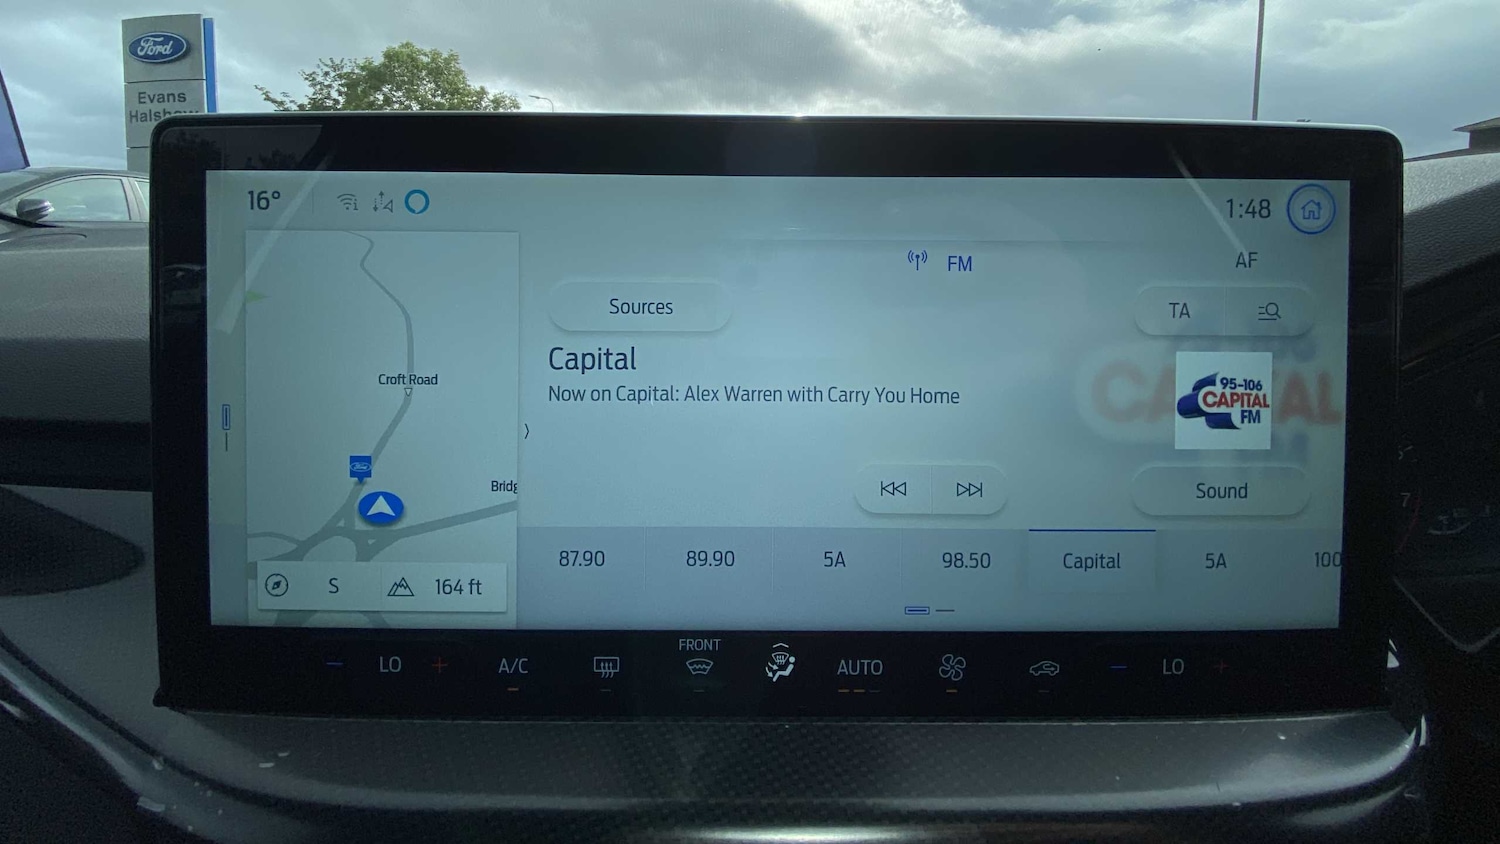 Ford
Evans
16°
1:48
FM
AF
Sources
TA
Capital
Now on Capital: Alex Warren with Carry You Home
95-106
CAPITAL
FM
Croft Road
Ford
Sound
S
164 ft
87.90
89.90
5A
98.50
Capital
5A
100
FRONT
LO
A/C
AUTO
LO